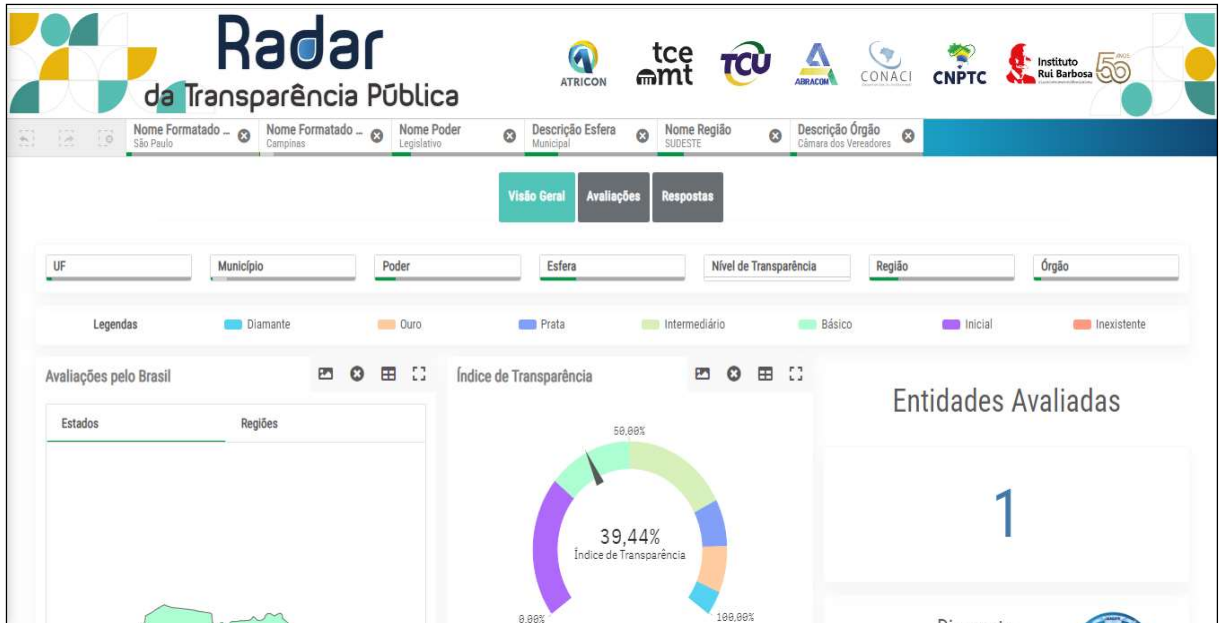 Radar
da Transparência Pública
ATRICON
tce
mt
TCU
ABRACOM
CONACI
CNPTC
Instituto
Rui Barbosa
50
ANOS
Nome Formatado ...
São Paulo
Nome Formatado ...
Campinas
Nome Poder
Legislativo
Descrição Esfera
Municipal
Nome Região
SUDESTE
Descrição Órgão
Câmara dos Vereadores
Visão Geral
Avaliações
Respostas
UF
Município
Poder
Esfera
Nível de Transparência
Região
Órgão
Legendas
Diamante
Ouro
Prata
Intermediário
Básico
Inicial
Inexistente
Avaliações pelo Brasil
Índice de Transparência
Entidades Avaliadas
Estados
Regiões
50,00%
1
39,44%
Índice de Transparência
0,00%
100,00%